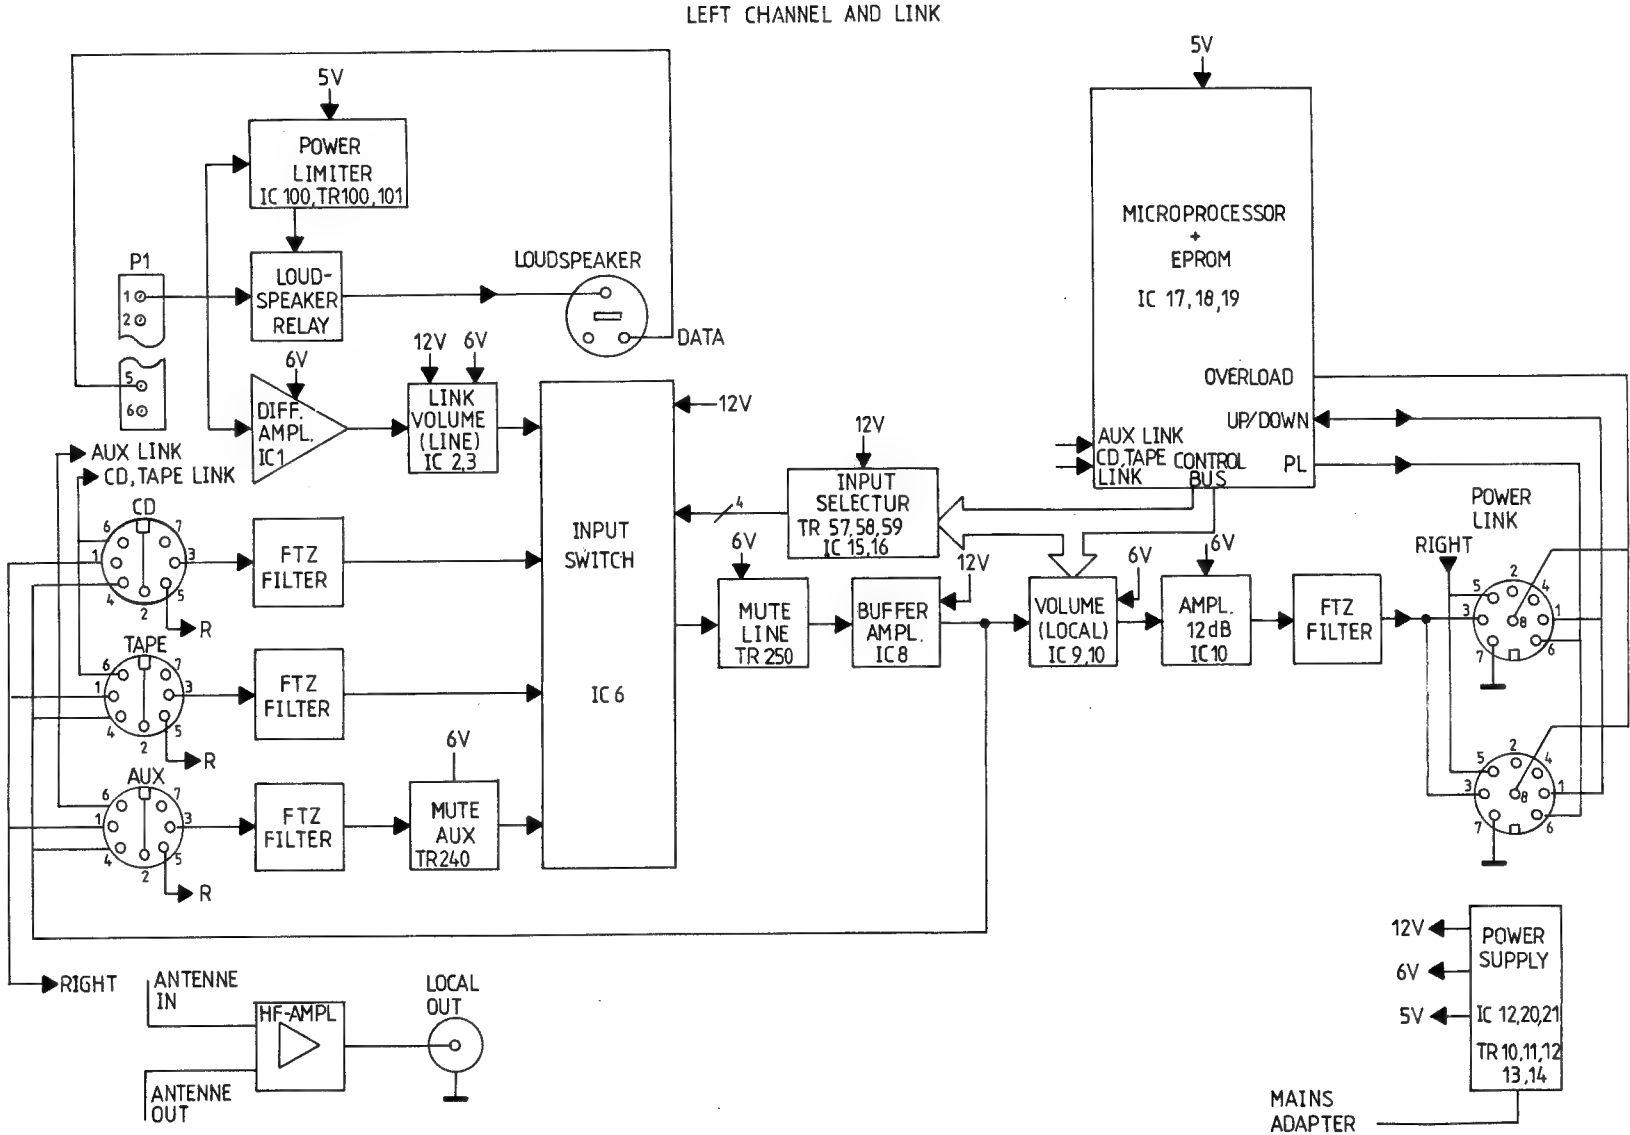 LEFT CHANNEL AND LINK
5V
POWER
LIMITER
IC 100,TR100,101
P1
1
2
5
6
LOUD-
SPEAKER
RELAY
LOUDSPEAKER
DATA
6V
DIFF.
AMPL.
IC1
12V
6V
LINK
VOLUME
(LINE)
IC 2,3
AUX LINK
CD,TAPE LINK
CD
6
7
1
3
4
5
2
R
FTZ
FILTER
TAPE
6
7
1
3
4
5
2
R
FTZ
FILTER
AUX
6
7
1
3
4
5
2
R
FTZ
FILTER
6V
MUTE
AUX
TR240
INPUT
SWITCH
IC 6
12V
4
12V
INPUT
SELECTUR
TR 57,58,59
IC 15,16
5V
MICROPROCESSOR
+
EPROM
IC 17,18,19
OVERLOAD
UP/DOWN
PL
AUX LINK
CD,TAPE
LINK
CONTROL
BUS
6V
MUTE
LINE
TR 250
12V
BUFFER
AMPL.
IC 8
6V
VOLUME
(LOCAL)
IC 9,10
6V
AMPL.
12dB
IC 10
FTZ
FILTER
POWER
LINK
RIGHT
2
5
4
3
1
8
7
6
2
5
4
3
1
8
7
6
RIGHT
ANTENNE
IN
HF-AMPL
LOCAL
OUT
ANTENNE
OUT
12V
6V
5V
POWER
SUPPLY
IC 12,20,21
TR 10,11,12
13,14
MAINS
ADAPTER